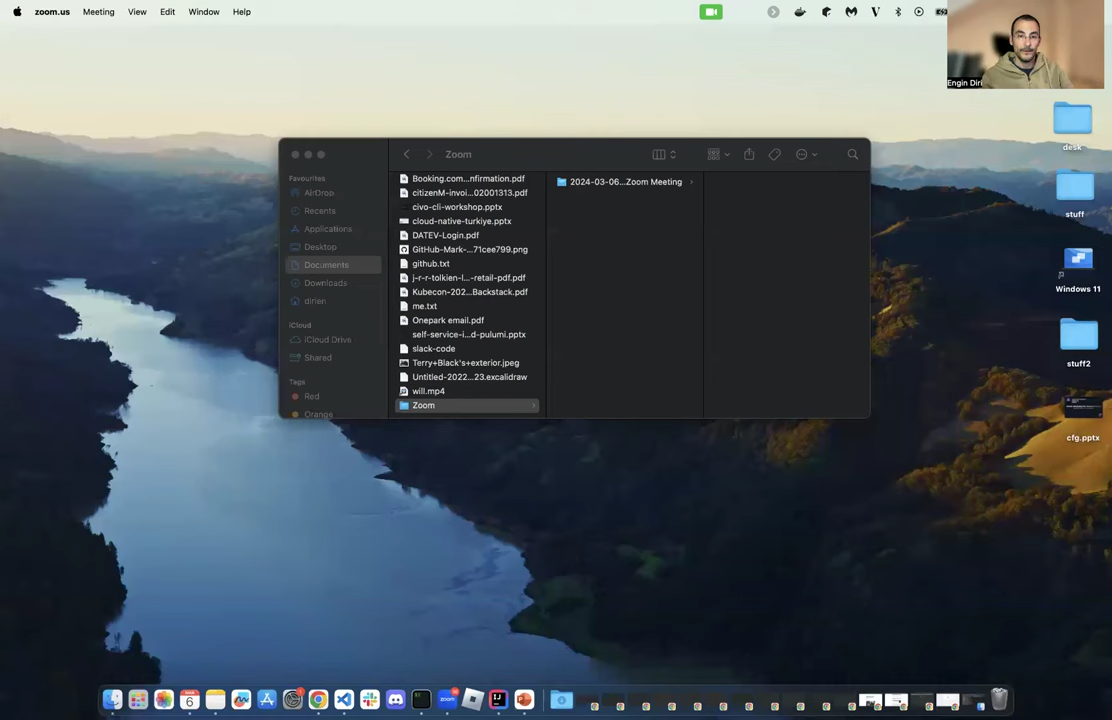 zoom.us Meeting View Edit Window Help
Engin Diri
desk
stuff
Windows 11
stuff2
cfg.pptx
Zoom
Favourites
AirDrop
Recents
Applications
Desktop
Documents
Downloads
dirien
iCloud
iCloud Drive
Shared
Tags
Red
Orange
Booking.com...nfirmation.pdf
citizenM-invoi...02001313.pdf
civo-cli-workshop.pptx
cloud-native-turkiye.pptx
DATEV-Login.pdf
GitHub-Mark-...71cee799.png
github.txt
j-r-r-tolkien-l...-retail-pdf.pdf
Kubecon-202...Backstack.pdf
me.txt
Onepark email.pdf
self-service-i...d-pulumi.pptx
slack-code
Terry+Black's+exterior.jpeg
Untitled-2022...23.excalidraw
will.mp4
Zoom
2024-03-06...Zoom Meeting
6
zoom